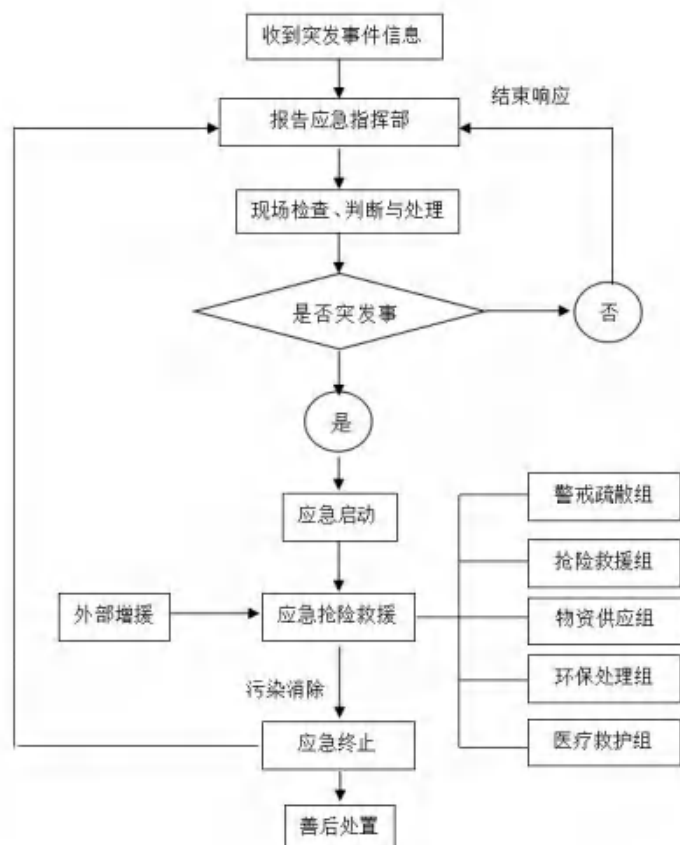 收到突发事件信息
结束响应
报告应急指挥部
现场检查、判断与处理
是否突发事
否
是
警戒疏散组
应急启动
抢险救援组
外部增援
应急抢险救援
物资供应组
环保处理组
污染消除
应急终止
医疗救护组
善后处置